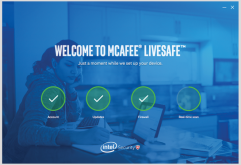 WELCOME TO MCAFEE® LIVESAFE™
Just a moment while we set up your device.
Account
Updates
Firewall
intel Security